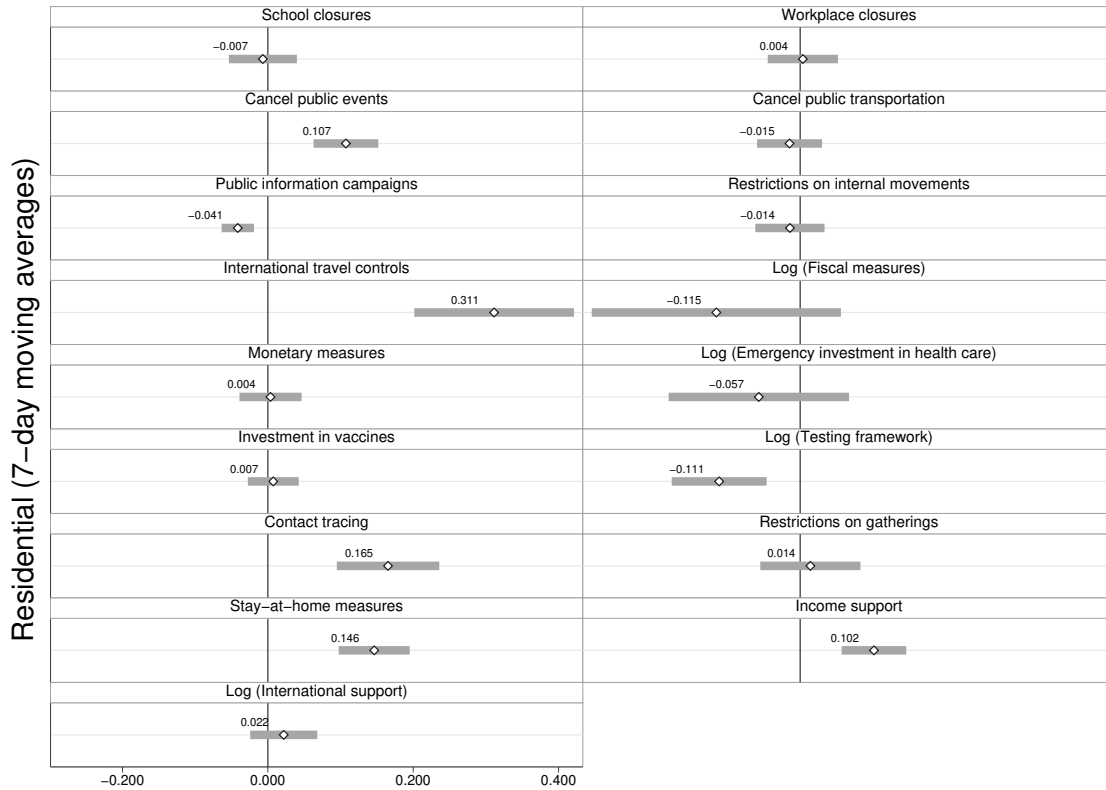 Residential (7−day moving averages)
School closures
−0.007
Workplace closures
0.004
Cancel public events
0.107
Cancel public transportation
−0.015
Public information campaigns
−0.041
Restrictions on internal movements
−0.014
International travel controls
0.311
Log (Fiscal measures)
−0.115
Monetary measures
0.004
Log (Emergency investment in health care)
−0.057
Investment in vaccines
0.007
Log (Testing framework)
−0.111
Contact tracing
0.165
Restrictions on gatherings
0.014
Stay−at−home measures
0.146
Income support
0.102
Log (International support)
0.022
−0.200 0.000 0.200 0.400